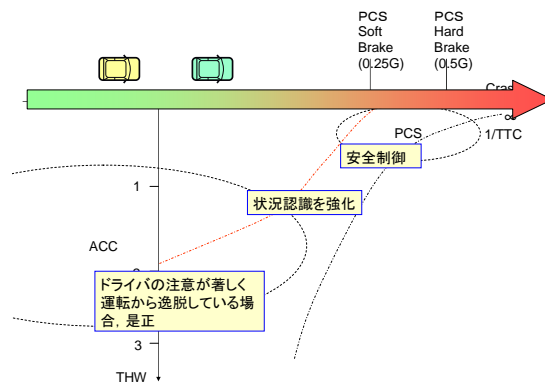 PCS
Soft
Brake
(0.25G)
PCS
Hard
Brake
(0.5G)
∞
1/TTC
PCS
安全制御
1
状況認識を強化
ACC
ドライバの注意が著しく
運転から逸脱している場
合，是正
3
THW